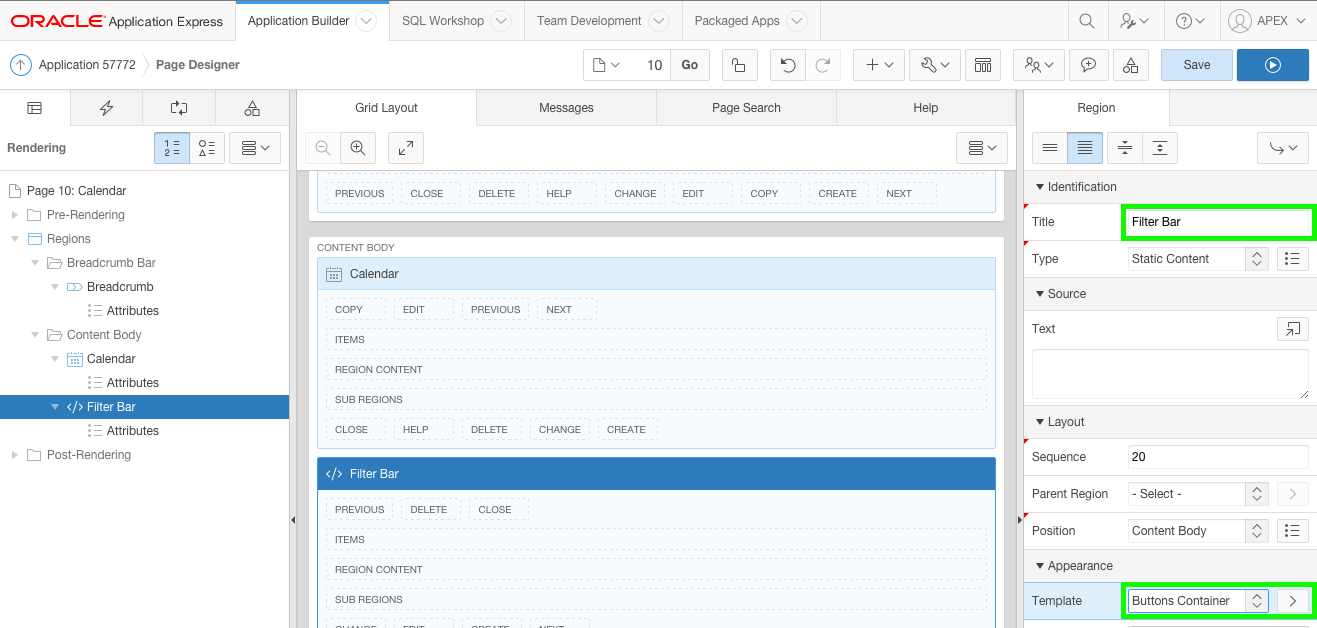 ORACLE Application Express
Application Builder
SQL Workshop
Team Development
Packaged Apps
APEX
Application 57772
Page Designer
10
Go
Save
Grid Layout
Messages
Page Search
Help
Region
Rendering
Page 10: Calendar
Pre-Rendering
Regions
Breadcrumb Bar
Breadcrumb
Attributes
Content Body
Calendar
Attributes
</> Filter Bar
Attributes
Post-Rendering
PREVIOUS CLOSE DELETE HELP CHANGE EDIT COPY CREATE NEXT
CONTENT BODY
Calendar
COPY EDIT PREVIOUS NEXT
ITEMS
REGION CONTENT
SUB REGIONS
CLOSE HELP DELETE CHANGE CREATE
</> Filter Bar
PREVIOUS DELETE CLOSE
ITEMS
REGION CONTENT
SUB REGIONS
CHANGE EDIT CREATE NEXT
Identification
Title Filter Bar
Type Static Content
Source
Text
Layout
Sequence 20
Parent Region - Select -
Position Content Body
Appearance
Template Buttons Container